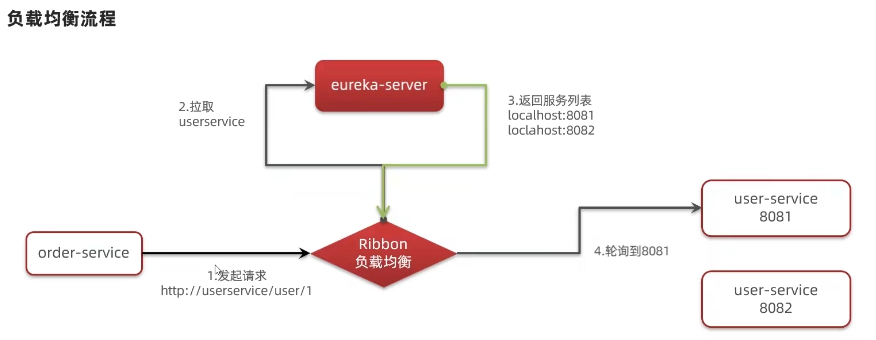 负载均衡流程
eureka-server
2.拉取
userservice
3.返回服务列表
localhost:8081
loclahost:8082
order-service
1.发起请求
http://userservice/user/1
Ribbon
负载均衡
4.轮询到8081
user-service
8081
user-service
8082